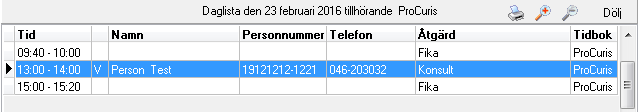 Daglista den 23 februari 2016 tillhörande ProCuris Dölj
Tid Namn Personnummer Telefon Åtgärd Tidbok
09:40 - 10:00 Fika ProCuris
13:00 - 14:00 V Person Test 19121212-1221 046-203032 Konsult ProCuris
15:00 - 15:20 Fika ProCuris